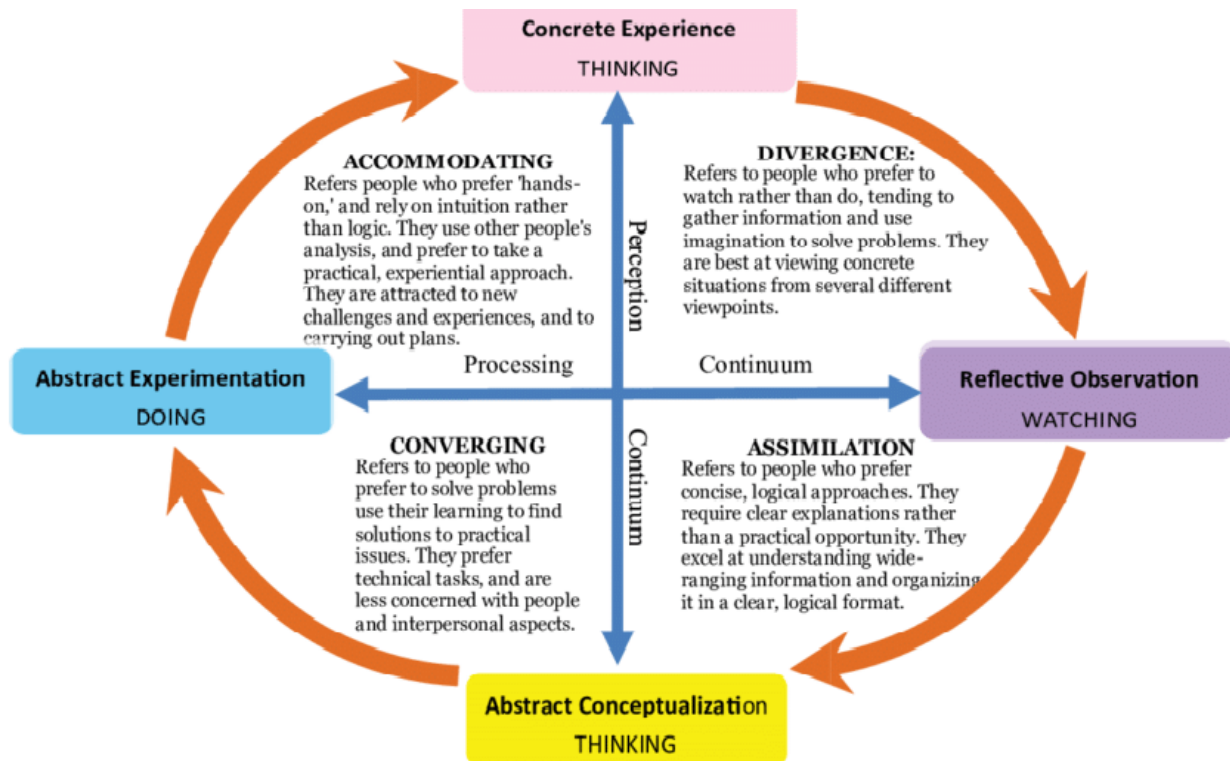 Concrete Experience
THINKING
ACCOMMODATING
Refers people who prefer 'hands-
on,' and rely on intuition rather
than logic. They use other people's
analysis, and prefer to take a
practical, experiential approach.
They are attracted to new
challenges and experiences, and to
carrying out plans.
DIVERGENCE:
Refers to people who prefer to
watch rather than do, tending to
gather information and use
imagination to solve problems. They
are best at viewing concrete
situations from several different
viewpoints.
Perception
Processing
Continuum
Abstract Experimentation
DOING
Reflective Observation
WATCHING
Continuum
CONVERGING
Refers to people who
prefer to solve problems
use their learning to find
solutions to practical
issues. They prefer
technical tasks, and are
less concerned with people
and interpersonal aspects.
ASSIMILATION
Refers to people who prefer
concise, logical approaches. They
require clear explanations rather
than a practical opportunity. They
excel at understanding wide-
ranging information and organizing
it in a clear, logical format.
Abstract Conceptualization
THINKING